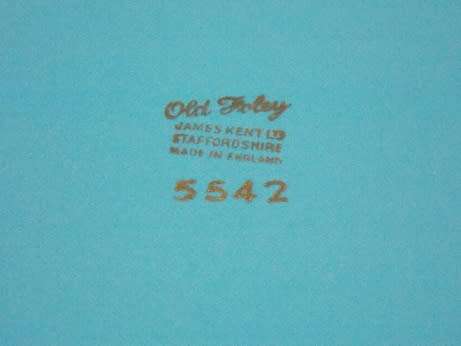 Old Foley
JAMES KENT LTD
STAFFORDSHIRE
MADE IN ENGLAND
5542